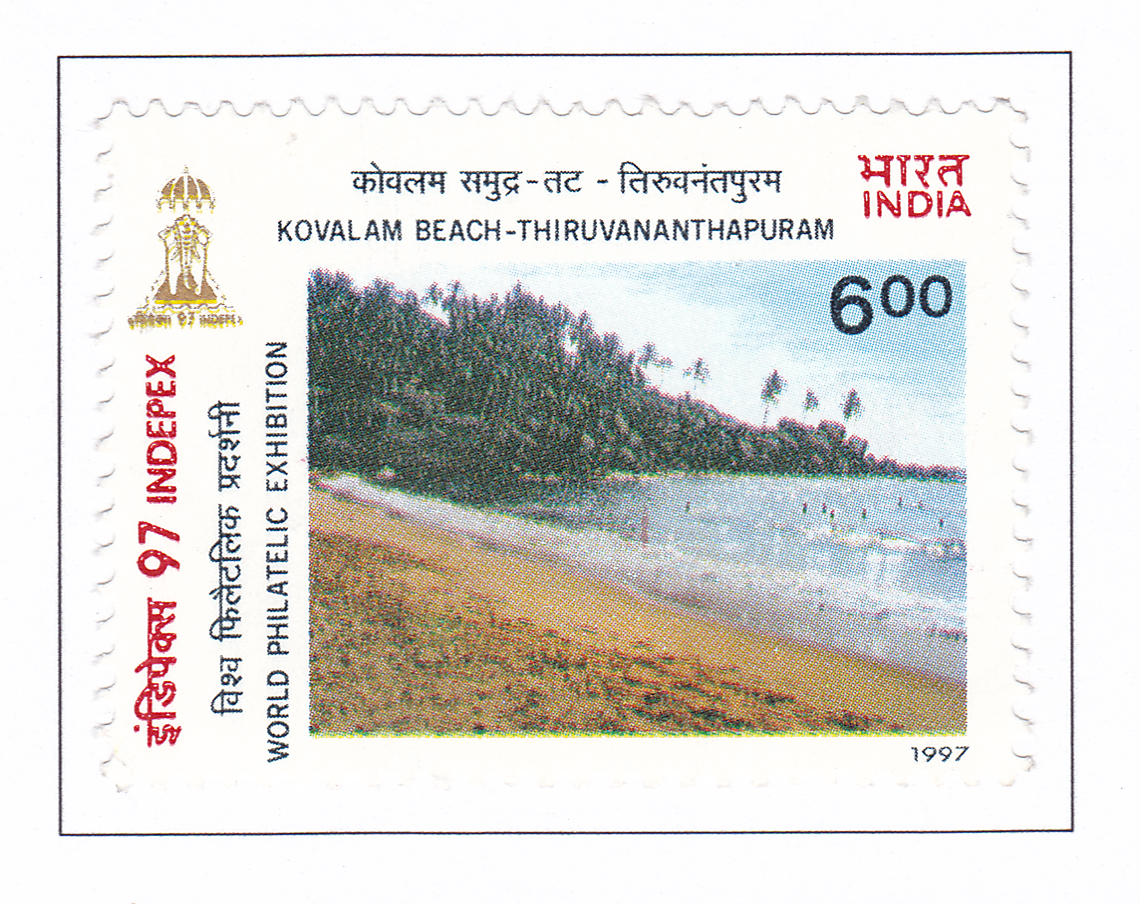 कोवलम समुद्र-तट - तिरुवनंतपुरम
KOVALAM BEACH-THIRUVANANTHAPURAM
भारत
INDIA
600
इंडिपेक्स 97 INDEPEX
इंडिपेक्स 97 INDEPEX
विश्व फिलैटलिक प्रदर्शनी
WORLD PHILATELIC EXHIBITION
1997